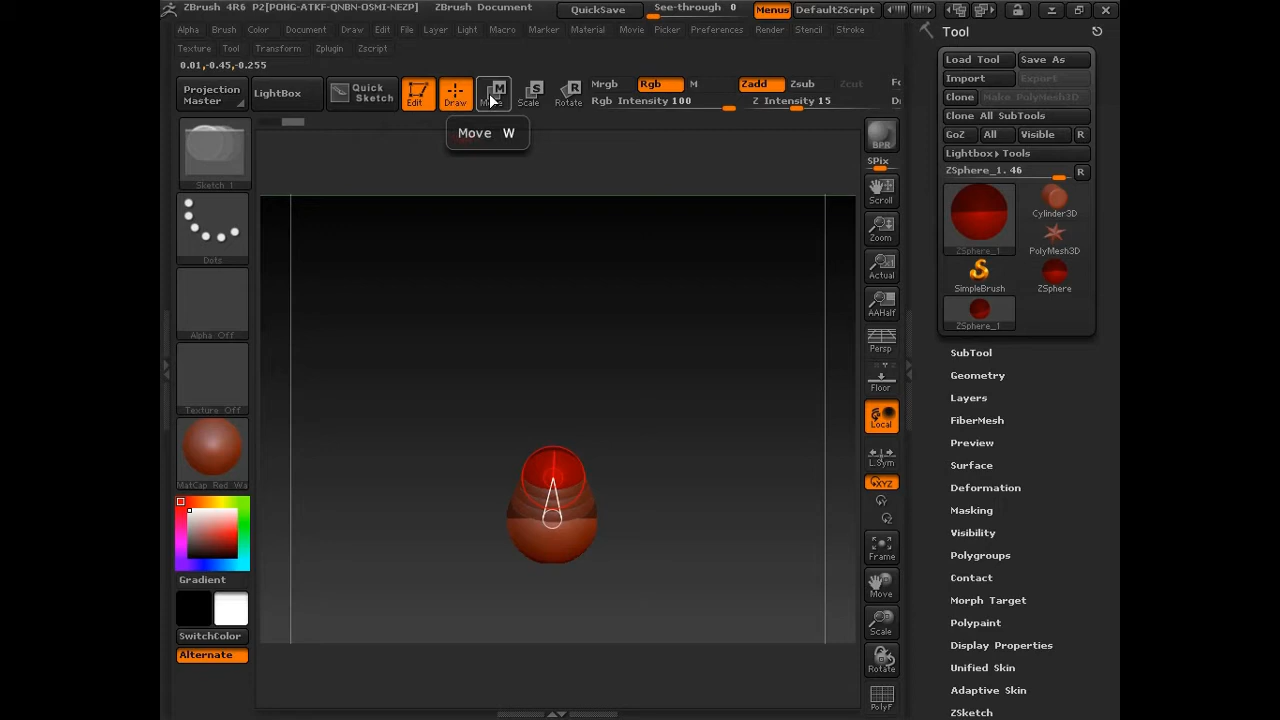 ZBrush 4R6 P2[POHG-ATKF-QNBN-OSMI-NEZP] ZBrush Document QuickSave See-through 0 Menus DefaultZScript
Alpha Brush Color Document Draw Edit File Layer Light Macro Marker Material Movie Picker Preferences Render Stencil Stroke
Texture Tool Transform Zplugin Zscript
0.01,-0.45,-0.255
Projection Master
LightBox
Quick Sketch
Edit
Draw
Scale
Rotate
Mrgb Rgb M
Rgb Intensity 100
Zadd Zsub Zcut
Z Intensity 15
Move W
Sketch 1
Dots
Alpha Off
Texture Off
MatCap Red Wa
Gradient
SwitchColor
Alternate
BPR
SPix
Scroll
Zoom
Actual
AAHalf
Persp
Floor
Local
L.Sym
XYZ
Y
Z
Frame
Move
Scale
Rotate
PolyF
Tool
Load Tool Save As
Import Export
Clone Make PolyMesh3D
Clone All SubTools
GoZ All Visible R
Lightbox▸Tools
ZSphere_1. 46 R
ZSphere_1
Cylinder3D
PolyMesh3D
SimpleBrush
ZSphere
ZSphere_1
SubTool
Geometry
Layers
FiberMesh
Preview
Surface
Deformation
Masking
Visibility
Polygroups
Contact
Morph Target
Polypaint
Display Properties
Unified Skin
Adaptive Skin
ZSketch